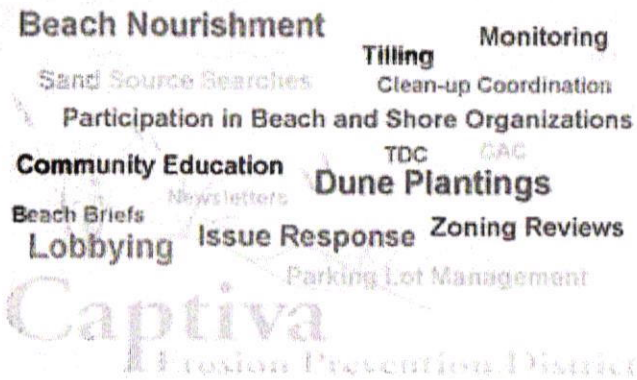 Beach Nourishment
Monitoring
Tilling
Sand Source Searches
Clean-up Coordination
Participation in Beach and Shore Organizations
TDC CAC
Community Education
Dune Plantings
Newsletters
Beach Briefs
Lobbying Issue Response Zoning Reviews
Parking Lot Management
Captiva
Erosion Prevention District